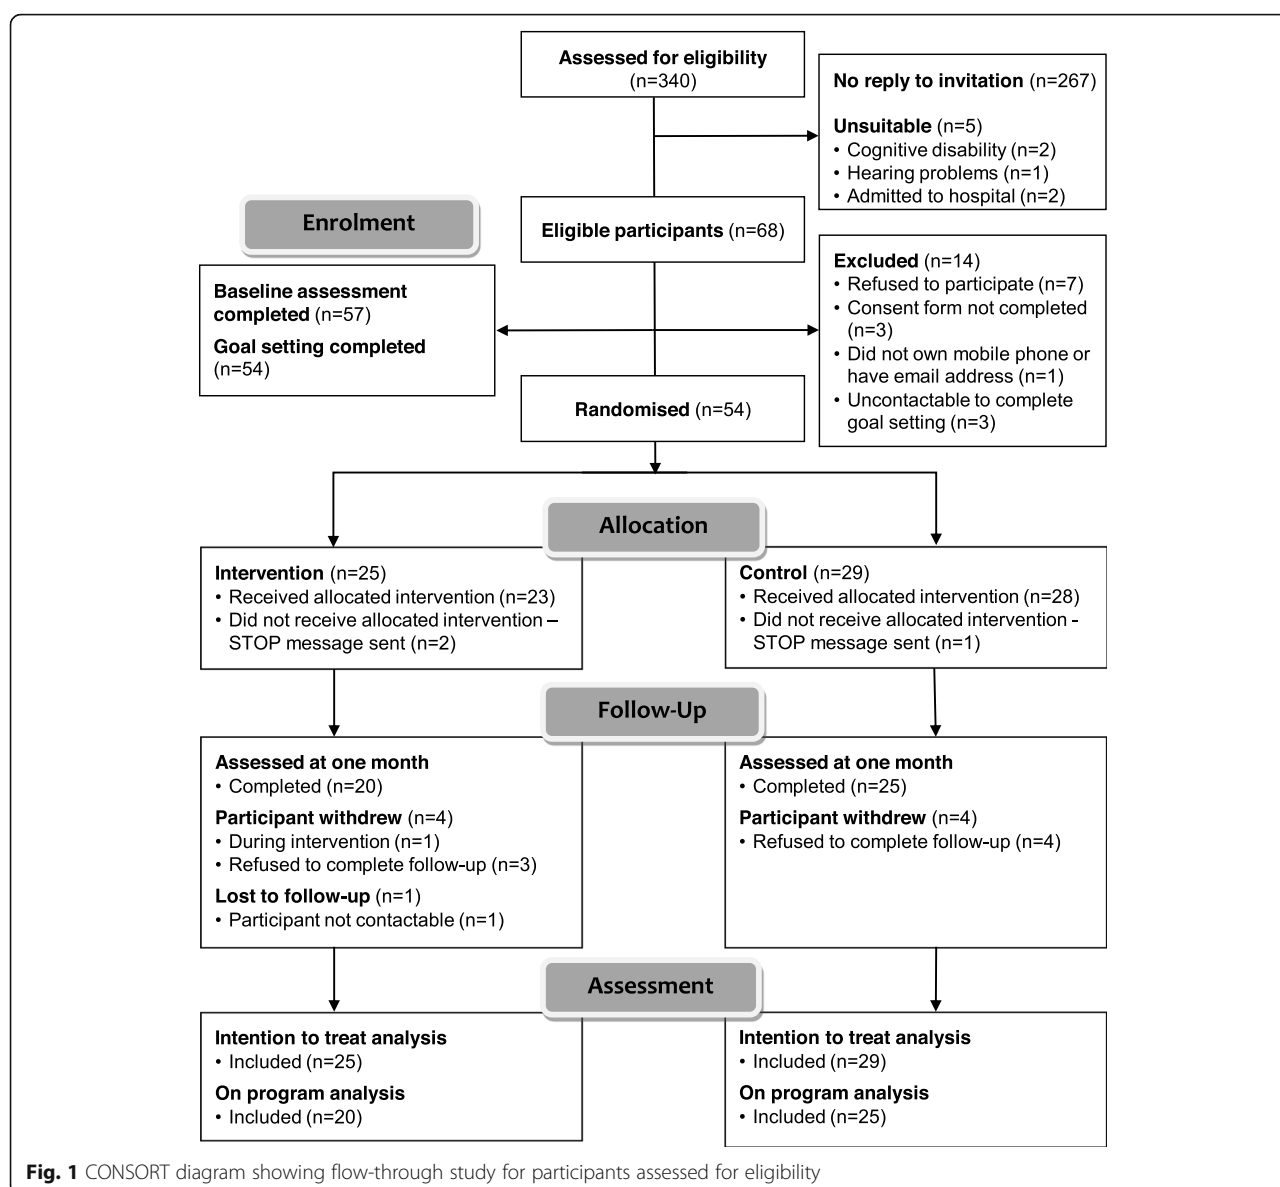 Assessed for eligibility
(n=340)
No reply to invitation (n=267)
Unsuitable (n=5)
• Cognitive disability (n=2)
• Hearing problems (n=1)
• Admitted to hospital (n=2)
Enrolment
Eligible participants (n=68)
Baseline assessment
completed (n=57)
Goal setting completed
(n=54)
Excluded (n=14)
• Refused to participate (n=7)
• Consent form not completed
(n=3)
• Did not own mobile phone or
have email address (n=1)
• Uncontactable to complete
goal setting (n=3)
Randomised (n=54)
Allocation
Intervention (n=25)
• Received allocated intervention (n=23)
• Did not receive allocated intervention –
STOP message sent (n=2)
Control (n=29)
• Received allocated intervention (n=28)
• Did not receive allocated intervention -
STOP message sent (n=1)
Follow-Up
Assessed at one month
• Completed (n=20)
Participant withdrew (n=4)
• During intervention (n=1)
• Refused to complete follow-up (n=3)
Lost to follow-up (n=1)
• Participant not contactable (n=1)
Assessed at one month
• Completed (n=25)
Participant withdrew (n=4)
• Refused to complete follow-up (n=4)
Assessment
Intention to treat analysis
• Included (n=25)
On program analysis
• Included (n=20)
Intention to treat analysis
• Included (n=29)
On program analysis
• Included (n=25)
Fig. 1 CONSORT diagram showing flow-through study for participants assessed for eligibility